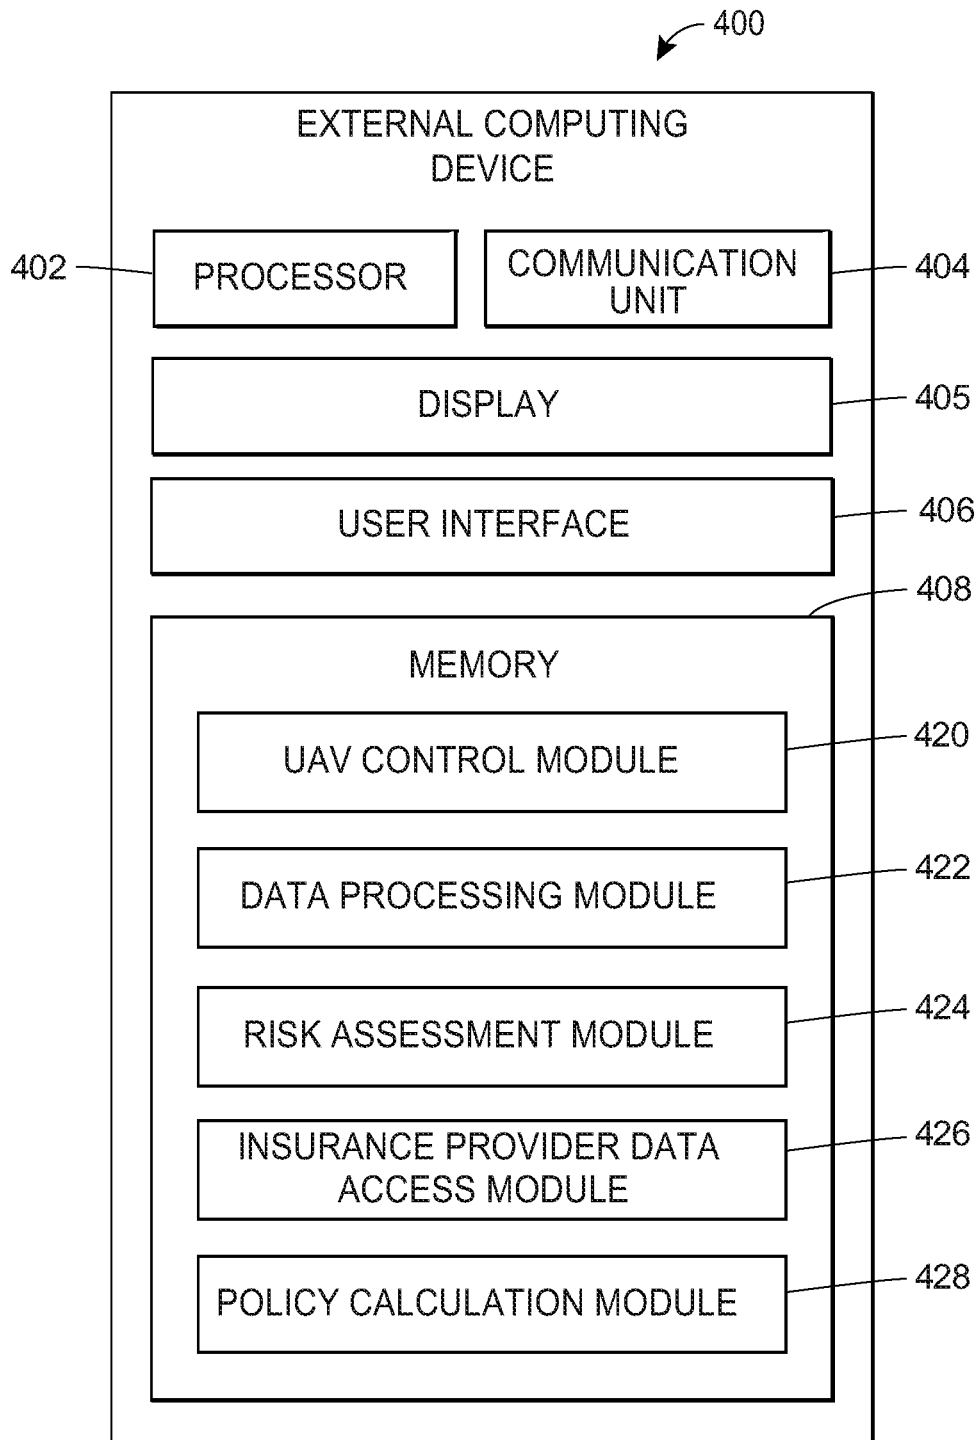 400
EXTERNAL COMPUTING
DEVICE
402
PROCESSOR
COMMUNICATION
UNIT
404
DISPLAY
405
USER INTERFACE
406
408
MEMORY
UAV CONTROL MODULE
420
DATA PROCESSING MODULE
422
RISK ASSESSMENT MODULE
424
INSURANCE PROVIDER DATA
ACCESS MODULE
426
POLICY CALCULATION MODULE
428